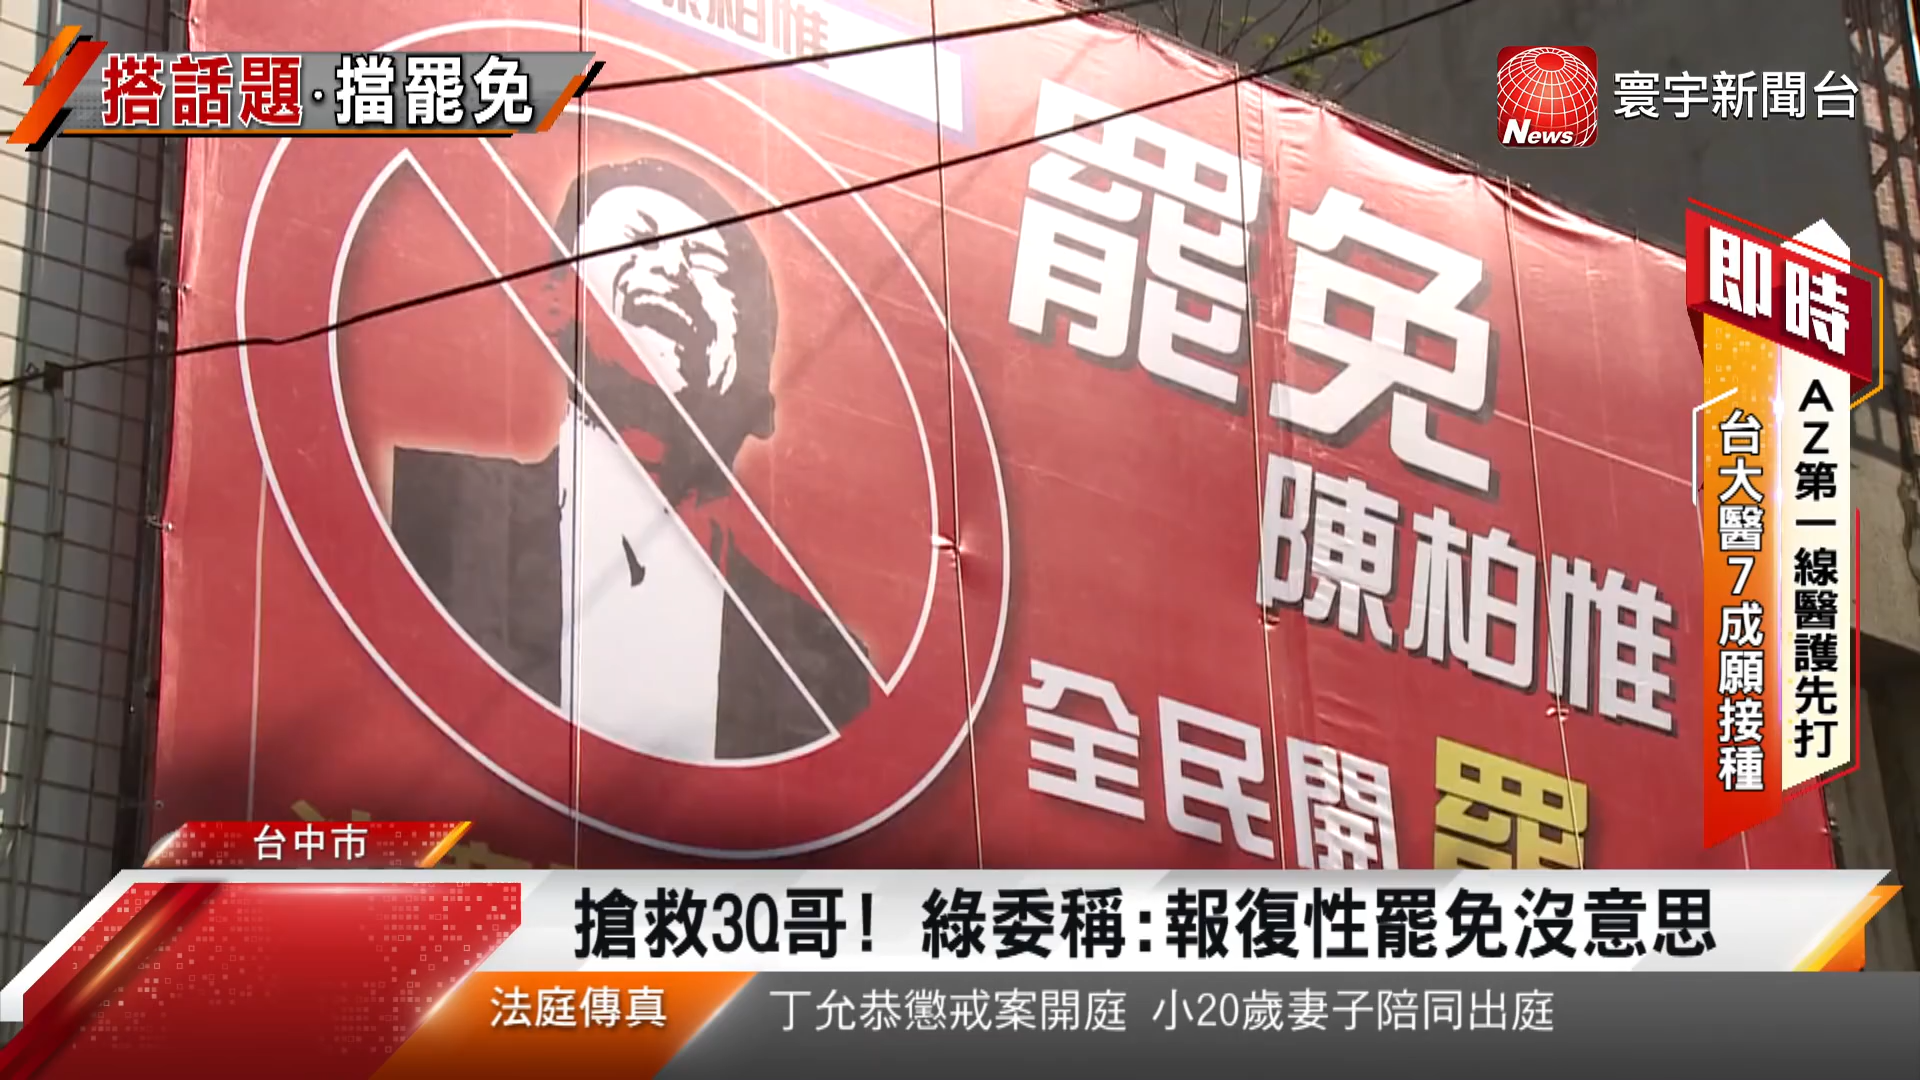 搭話題·擋罷免
News 寰宇新聞台
陳柏惟
罷免
陳柏惟
全民開罷
即時
AZ第一線醫護先打
台大醫7成願接種
台中市
搶救3Q哥! 綠委稱:報復性罷免沒意思
法庭傳真 丁允恭懲戒案開庭 小20歲妻子陪同出庭